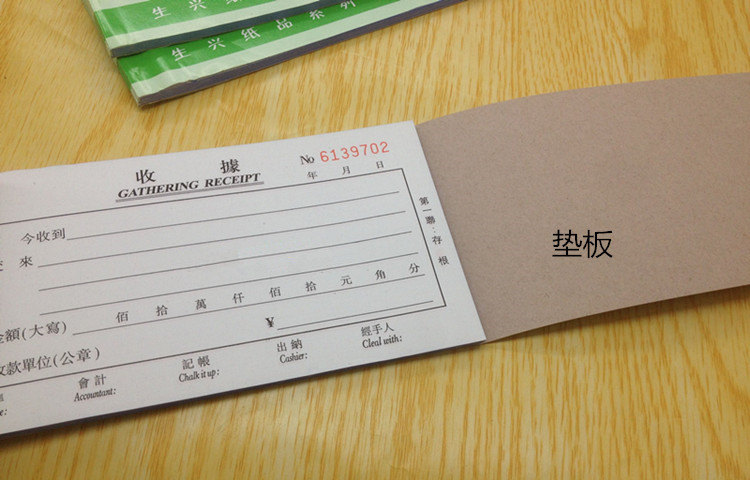 生兴纸
生兴纸品系列
收 據
GATHERING RECEIPT
No 6139702
年 月 日
今收到
來
佰 拾 萬 仟 佰 拾 元 角 分
金額(大寫)
¥
收款單位(公章)
會計
Accountant:
記帳
Chalk it up:
出納
Cashier:
經手人
Cleal with:
第一聯:存根
垫板